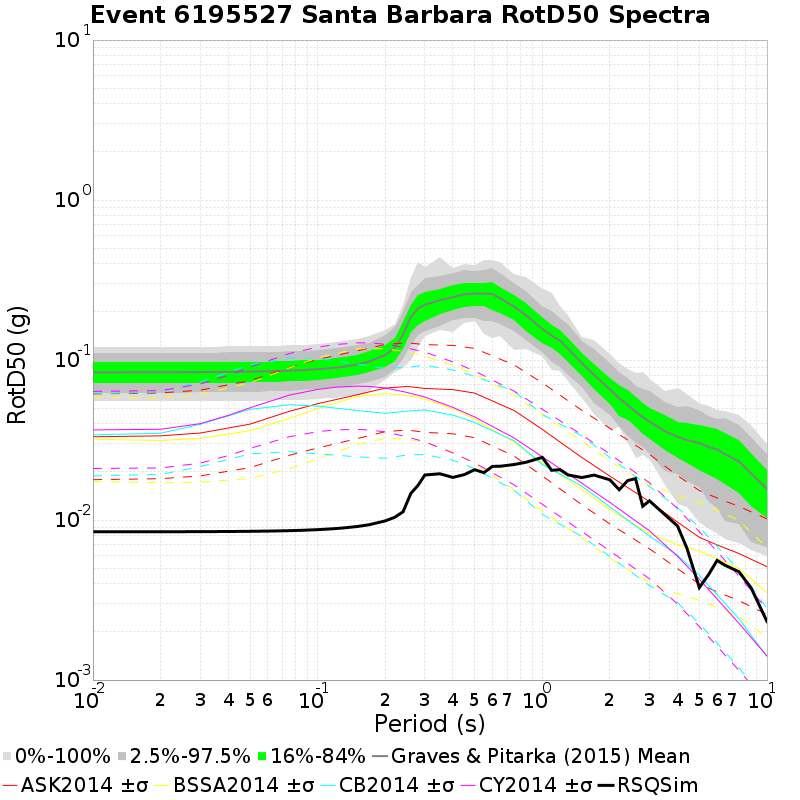 Event 6195527 Santa Barbara RotD50 Spectra
10^1
10^0
10^-1
10^-2
10^-3
RotD50 (g)
10^-2 2 3 4 5 6 10^-1 2 3 4 5 6 7 10^0 2 3 4 5 6 7 10^1
Period (s)
0%-100% 2.5%-97.5% 16%-84% Graves & Pitarka (2015) Mean
ASK2014 ±σ BSSA2014 ±σ CB2014 ±σ CY2014 ±σ RSQSim